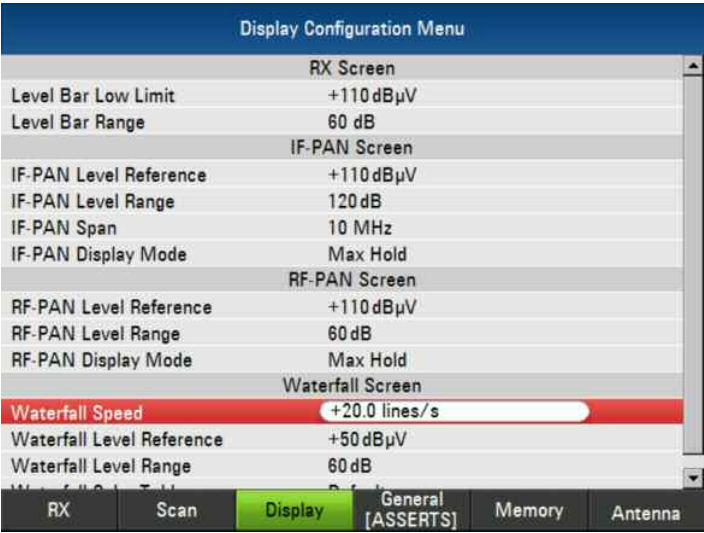 Display Configuration Menu
RX Screen
Level Bar Low Limit +110 dBµV
Level Bar Range 60 dB
IF-PAN Screen
IF-PAN Level Reference +110 dBµV
IF-PAN Level Range 120 dB
IF-PAN Span 10 MHz
IF-PAN Display Mode Max Hold
RF-PAN Screen
RF-PAN Level Reference +110 dBµV
RF-PAN Level Range 60 dB
RF-PAN Display Mode Max Hold
Waterfall Screen
Waterfall Speed +20.0 lines/s
Waterfall Level Reference +50 dBµV
Waterfall Level Range 60 dB
RX Scan Display General [ASSERTS] Memory Antenna